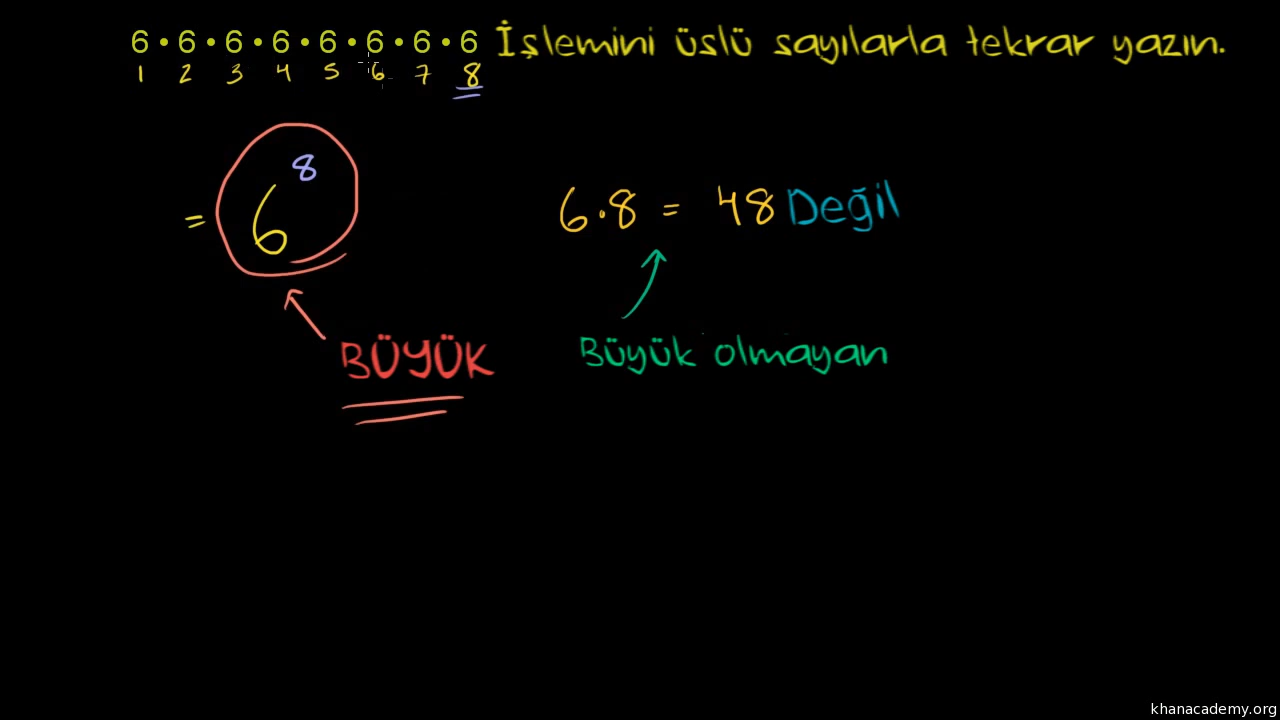 6 • 6 • 6 • 6 • 6 • 6 • 6 • 6 İşlemini üslü sayılarla tekrar yazın.
1 2 3 4 5 6 7 8
= 6⁸
6.8 = 48 Değil
BÜYÜK
Büyük olmayan
khanacademy.org